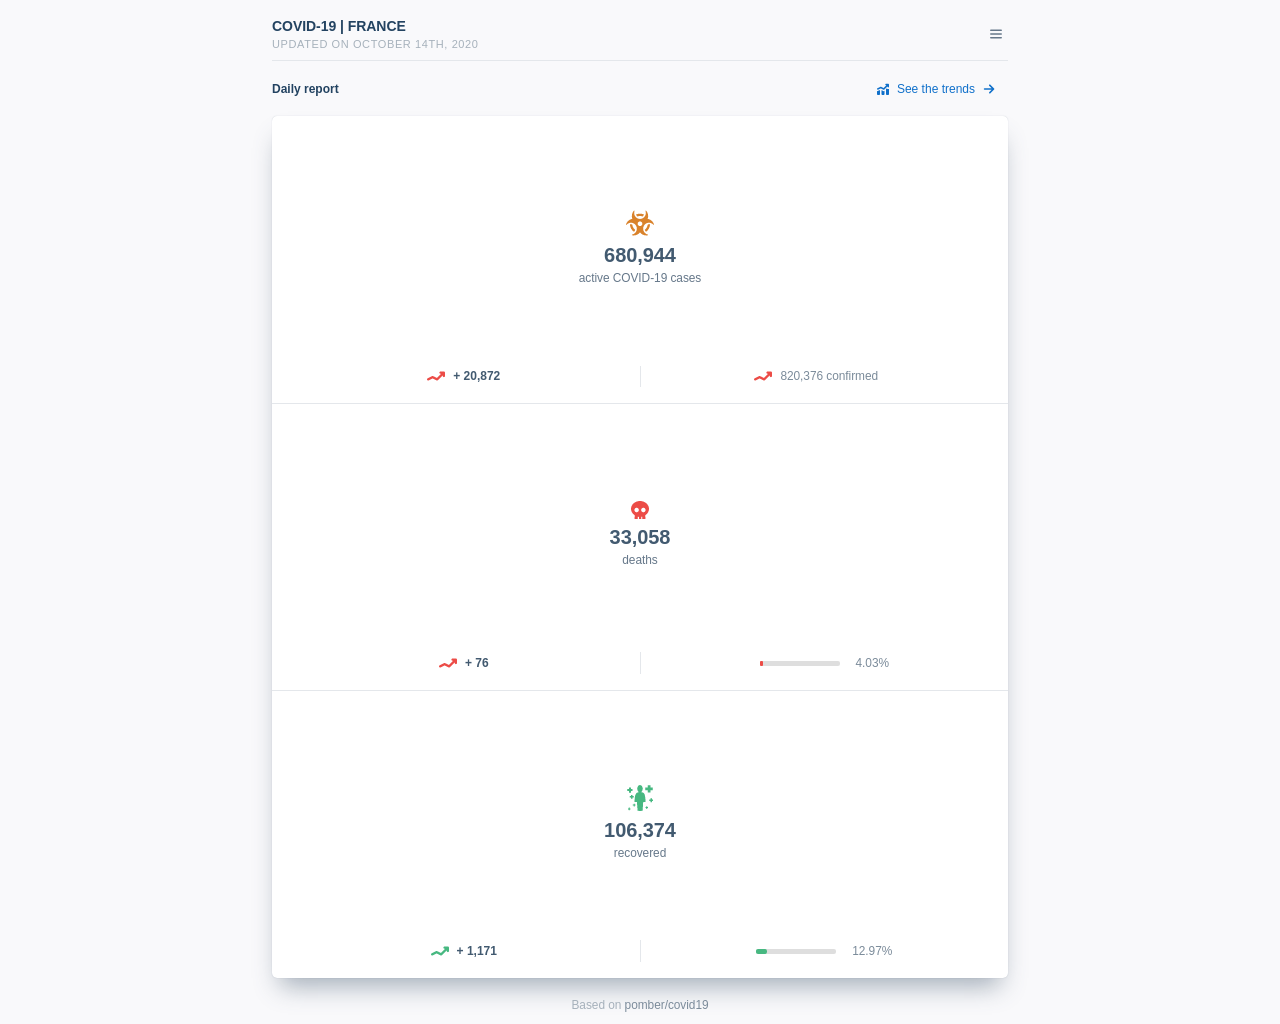 COVID-19 | FRANCE
UPDATED ON OCTOBER 14TH, 2020
Daily report
See the trends
680,944
active COVID-19 cases
+ 20,872
820,376 confirmed
33,058
deaths
+ 76
4.03%
106,374
recovered
+ 1,171
12.97%
Based on pomber/covid19